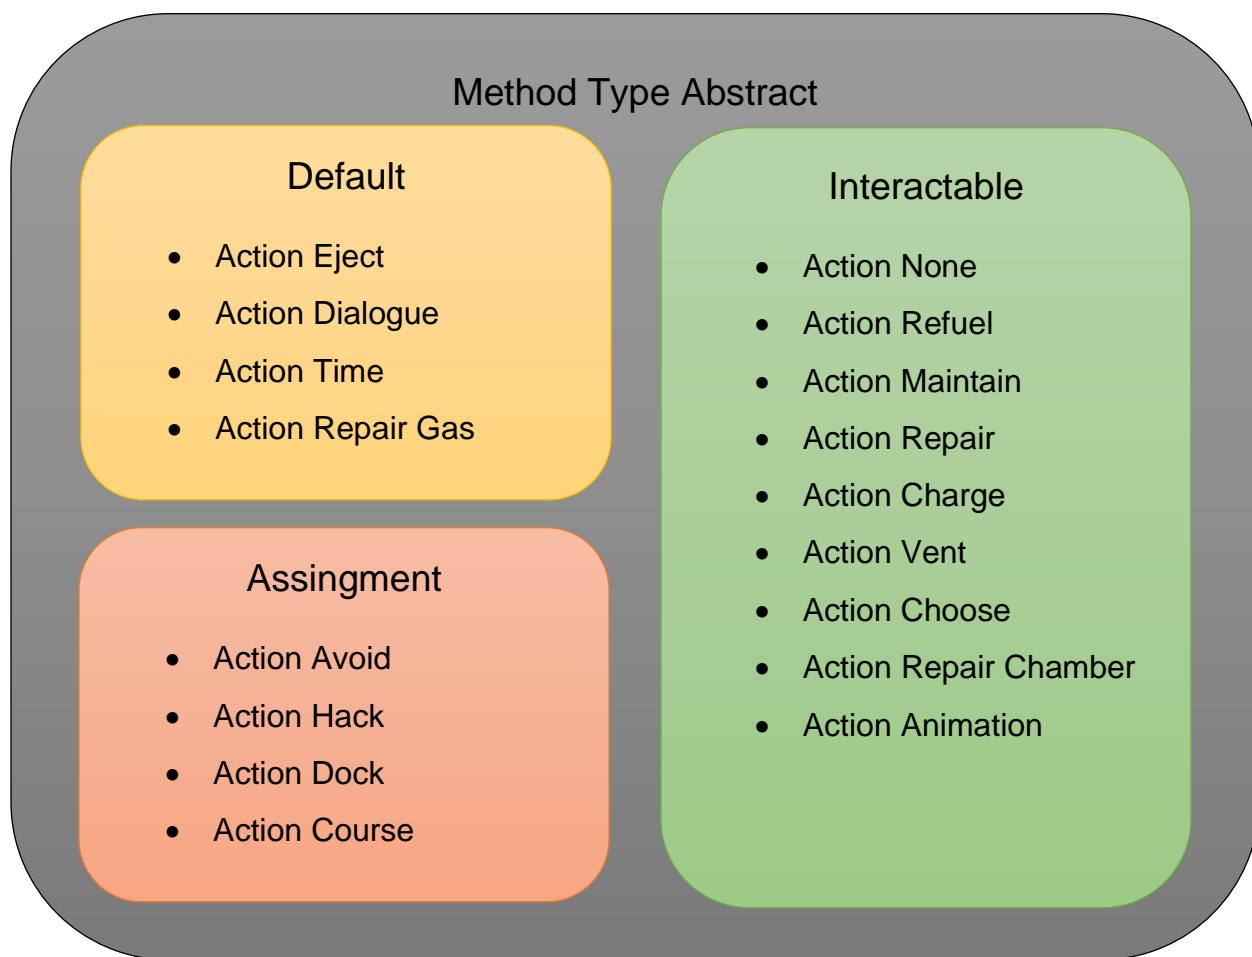 Method Type Abstract
Default
• Action Eject
• Action Dialogue
• Action Time
• Action Repair Gas
Assingment
• Action Avoid
• Action Hack
• Action Dock
• Action Course
Interactable
• Action None
• Action Refuel
• Action Maintain
• Action Repair
• Action Charge
• Action Vent
• Action Choose
• Action Repair Chamber
• Action Animation